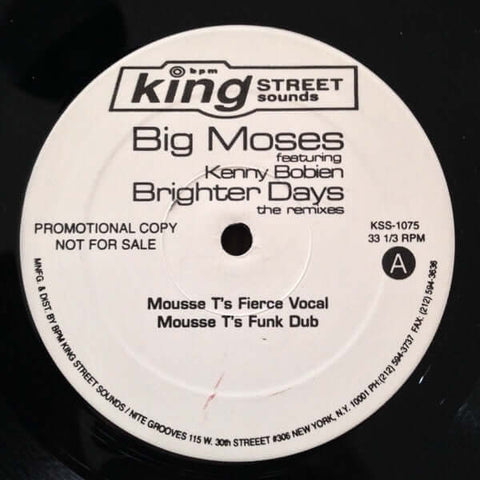 bpm
king STREET
sounds
Big Moses
featuring
Kenny Bobien
Brighter Days
the remixes
PROMOTIONAL COPY
NOT FOR SALE
KSS-1075
33 1/3 RPM
A
Mousse T's Fierce Vocal
Mousse T's Funk Dub
MNFG. & DIST. BY BPM KING STREET SOUNDS / NITE GROOVES 115 W. 30th STREEET #306 NEW YORK, N.Y. 10001 PH:(212) 594-3737 FAX: (212) 594-3636